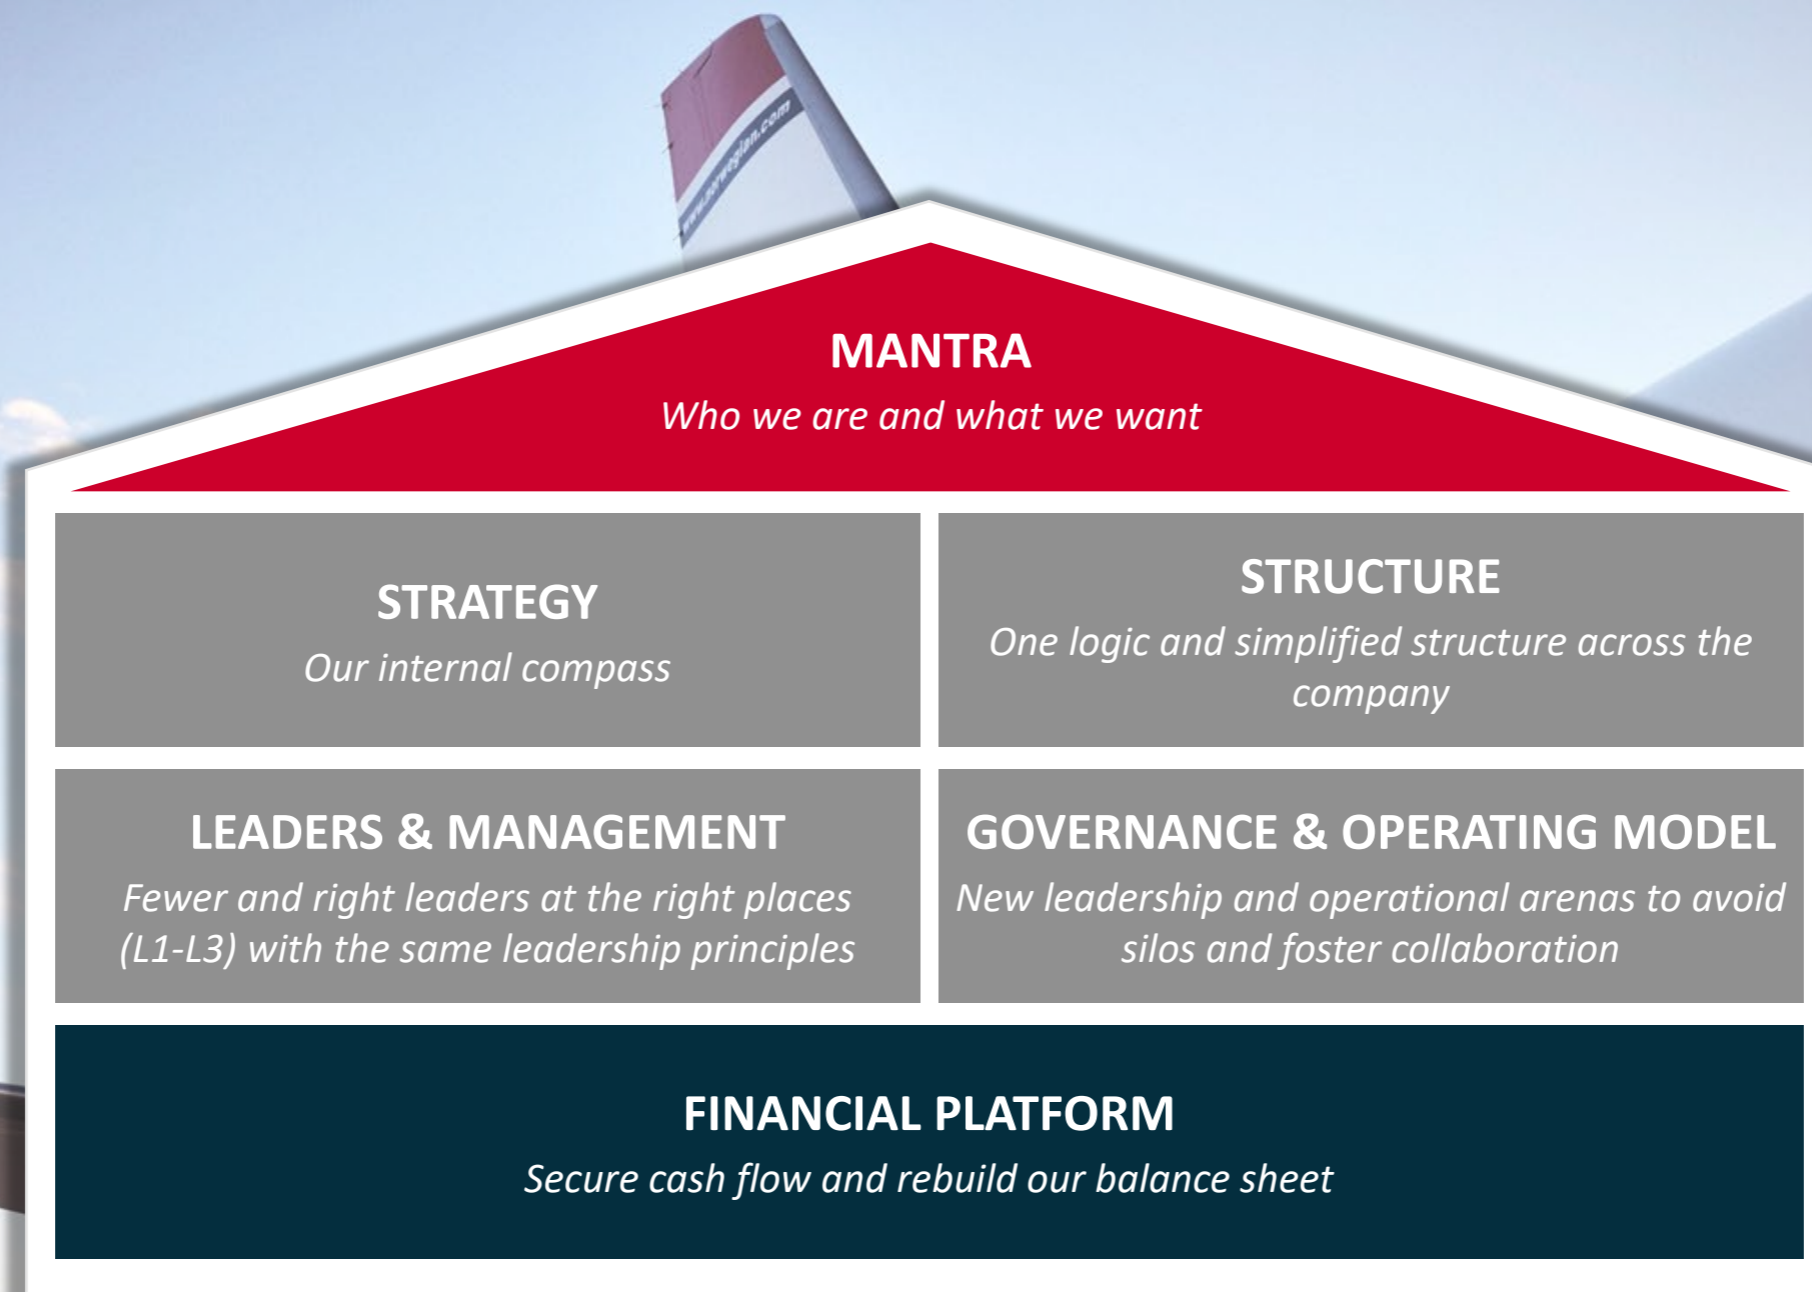 www.norwegian.com
MANTRA
Who we are and what we want
STRATEGY
Our internal compass
STRUCTURE
One logic and simplified structure across the
company
LEADERS & MANAGEMENT
Fewer and right leaders at the right places
(L1-L3) with the same leadership principles
GOVERNANCE & OPERATING MODEL
New leadership and operational arenas to avoid
silos and foster collaboration
FINANCIAL PLATFORM
Secure cash flow and rebuild our balance sheet